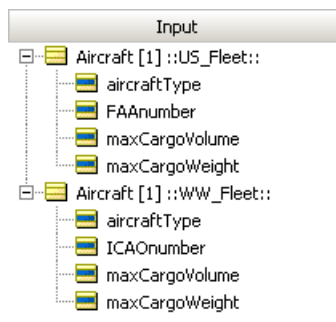 Input
Aircraft [1] ::US_Fleet::
aircraftType
FAAnumber
maxCargoVolume
maxCargoWeight
Aircraft [1] ::WW_Fleet::
aircraftType
ICAOnumber
maxCargoVolume
maxCargoWeight